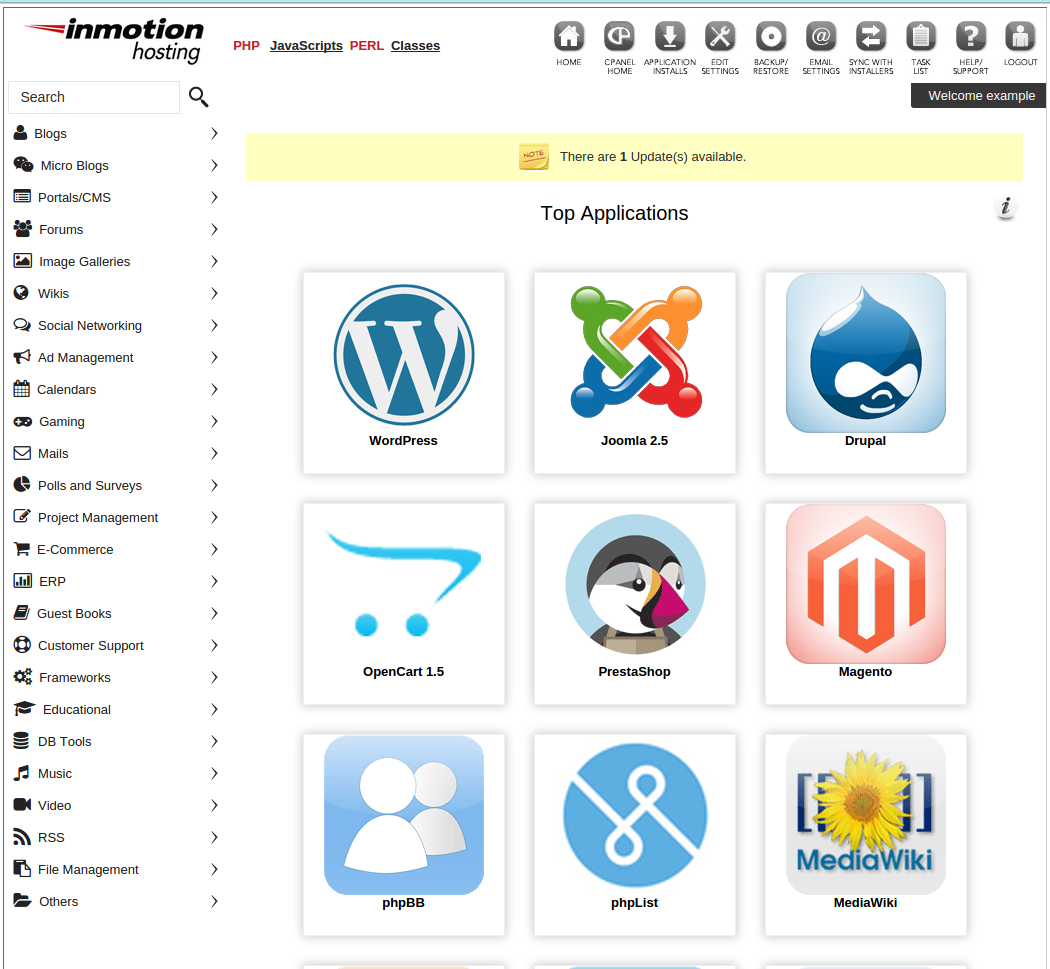 inmotion
hosting
PHP JavaScripts PERL Classes
HOME
CPANEL
HOME
APPLICATION
INSTALLS
EDIT
SETTINGS
BACKUP/
RESTORE
EMAIL
SETTINGS
SYNC WITH
INSTALLERS
TASK
LIST
HELP/
SUPPORT
LOGOUT
Search
Welcome example
Blogs
Micro Blogs
Portals/CMS
Forums
Image Galleries
Wikis
Social Networking
Ad Management
Calendars
Gaming
Mails
Polls and Surveys
Project Management
E-Commerce
ERP
Guest Books
Customer Support
Frameworks
Educational
DB Tools
Music
Video
RSS
File Management
Others
NOTE
There are 1 Update(s) available.
Top Applications
WordPress
Joomla 2.5
Drupal
OpenCart 1.5
PrestaShop
Magento
phpBB
phpList
MediaWiki
MediaWiki